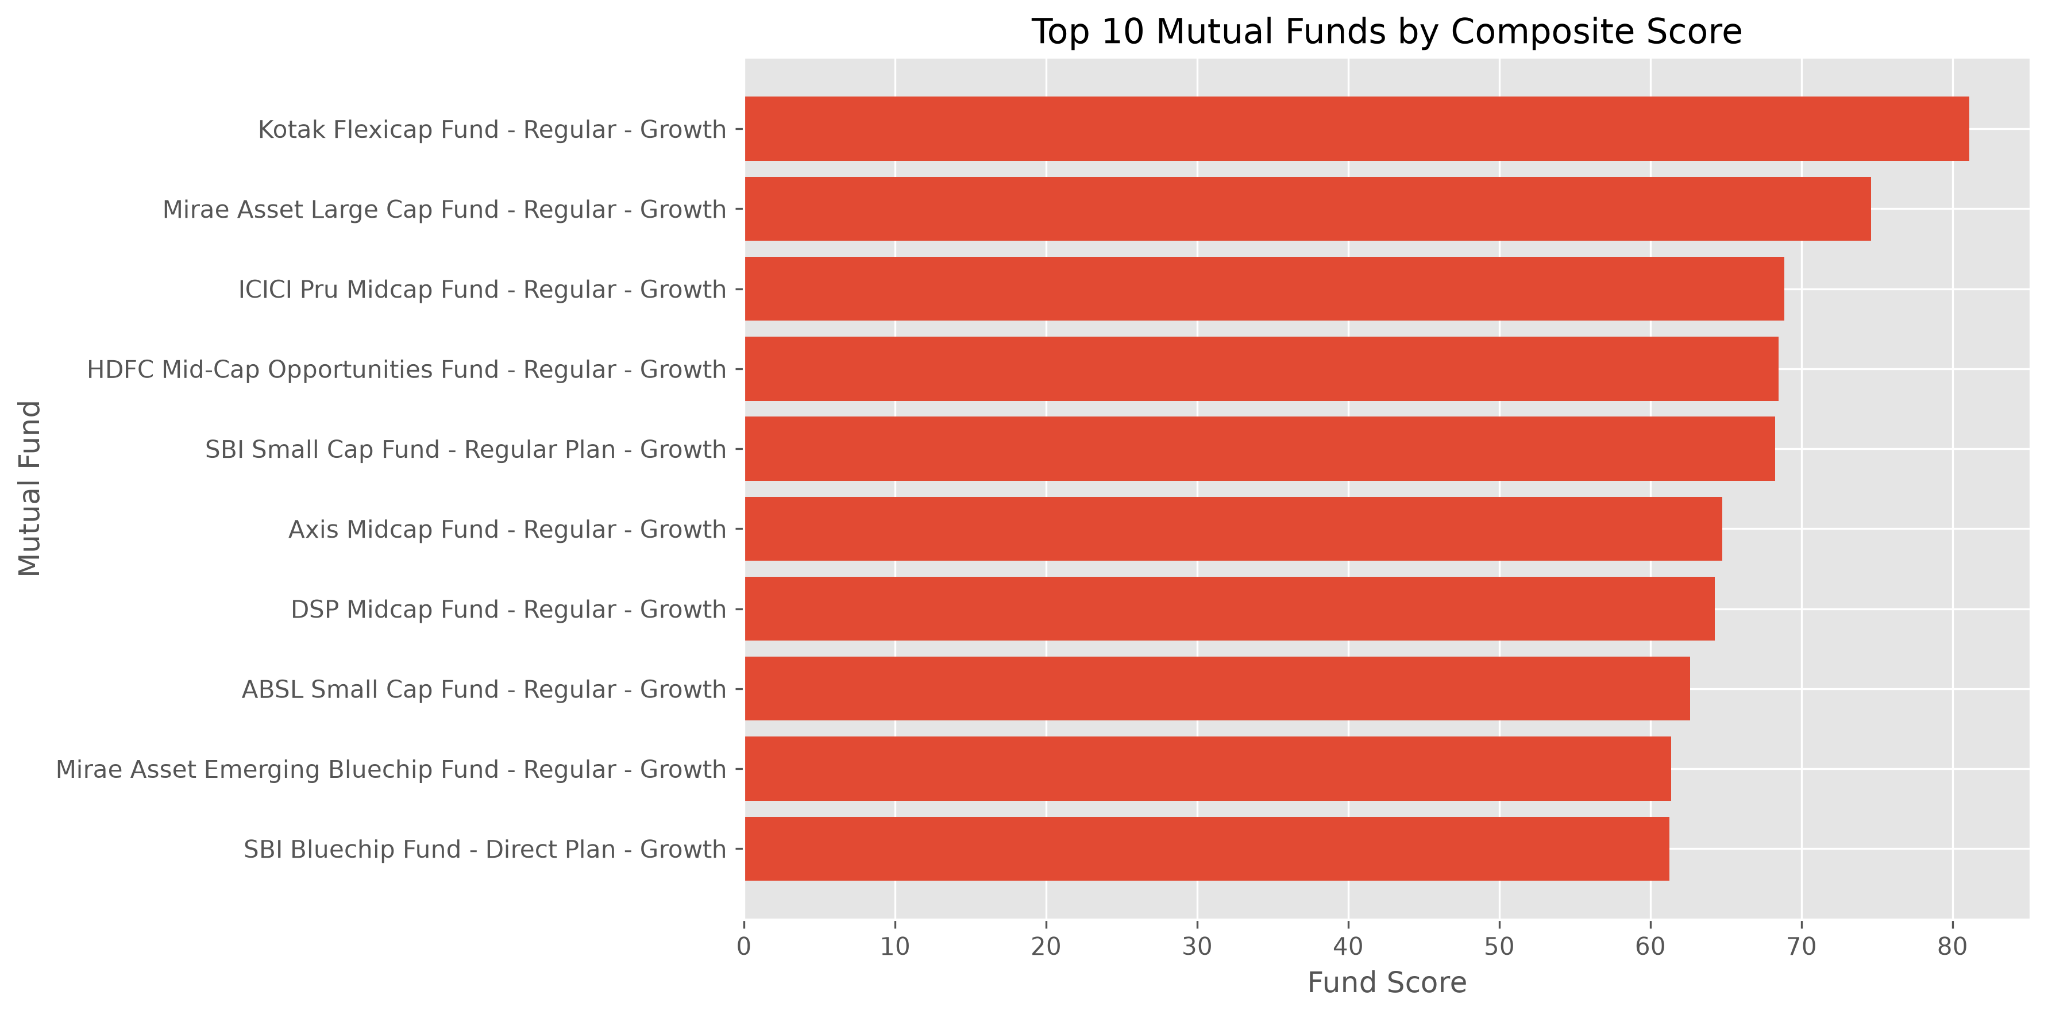 Top 10 Mutual Funds by Composite Score
Mutual Fund
Kotak Flexicap Fund - Regular - Growth
Mirae Asset Large Cap Fund - Regular - Growth
ICICI Pru Midcap Fund - Regular - Growth
HDFC Mid-Cap Opportunities Fund - Regular - Growth
SBI Small Cap Fund - Regular Plan - Growth
Axis Midcap Fund - Regular - Growth
DSP Midcap Fund - Regular - Growth
ABSL Small Cap Fund - Regular - Growth
Mirae Asset Emerging Bluechip Fund - Regular - Growth
SBI Bluechip Fund - Direct Plan - Growth
0 10 20 30 40 50 60 70 80
Fund Score